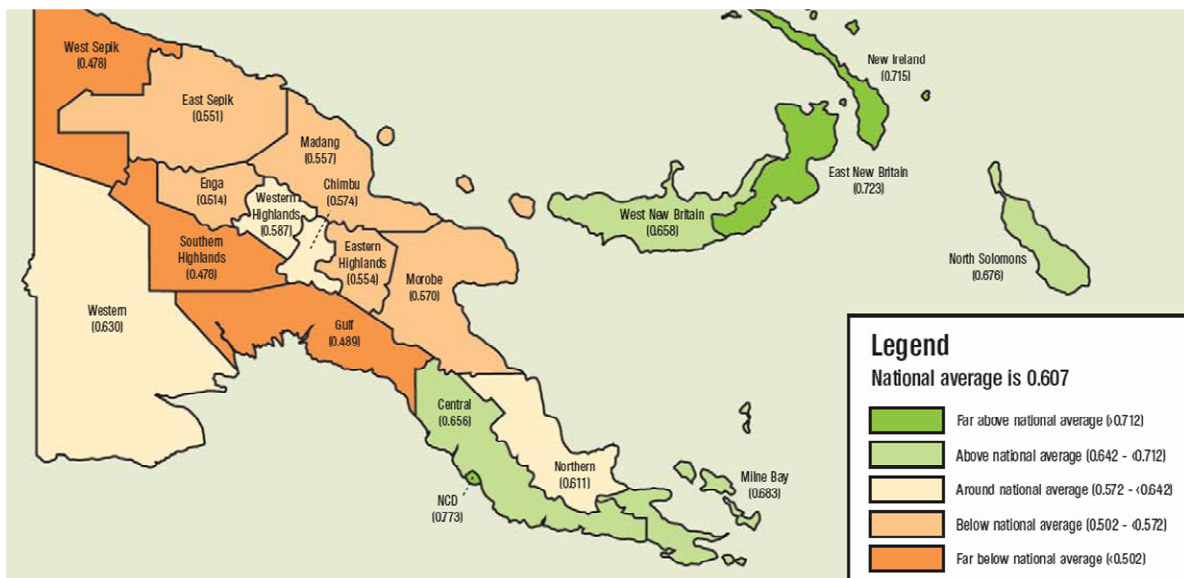 West Sepik
(0.478)
East Sepik
(0.551)
Madang
(0.557)
Enga
(0.514)
Western
Highlands
(0.587)
Chimbu
(0.574)
Southern
Highlands
(0.478)
Eastern
Highlands
(0.554)
Morobe
(0.570)
Western
(0.630)
Gulf
(0.489)
Central
(0.656)
Northern
(0.611)
NCD
(0.773)
Milne Bay
(0.683)
New Ireland
(0.715)
East New Britain
(0.723)
West New Britain
(0.658)
North Solomons
(0.676)
Legend
National average is 0.607
Far above national average (>0.712)
Above national average (0.642 - <0.712)
Around national average (0.572 - <0.642)
Below national average (0.502 - <0.572)
Far below national average (<0.502)